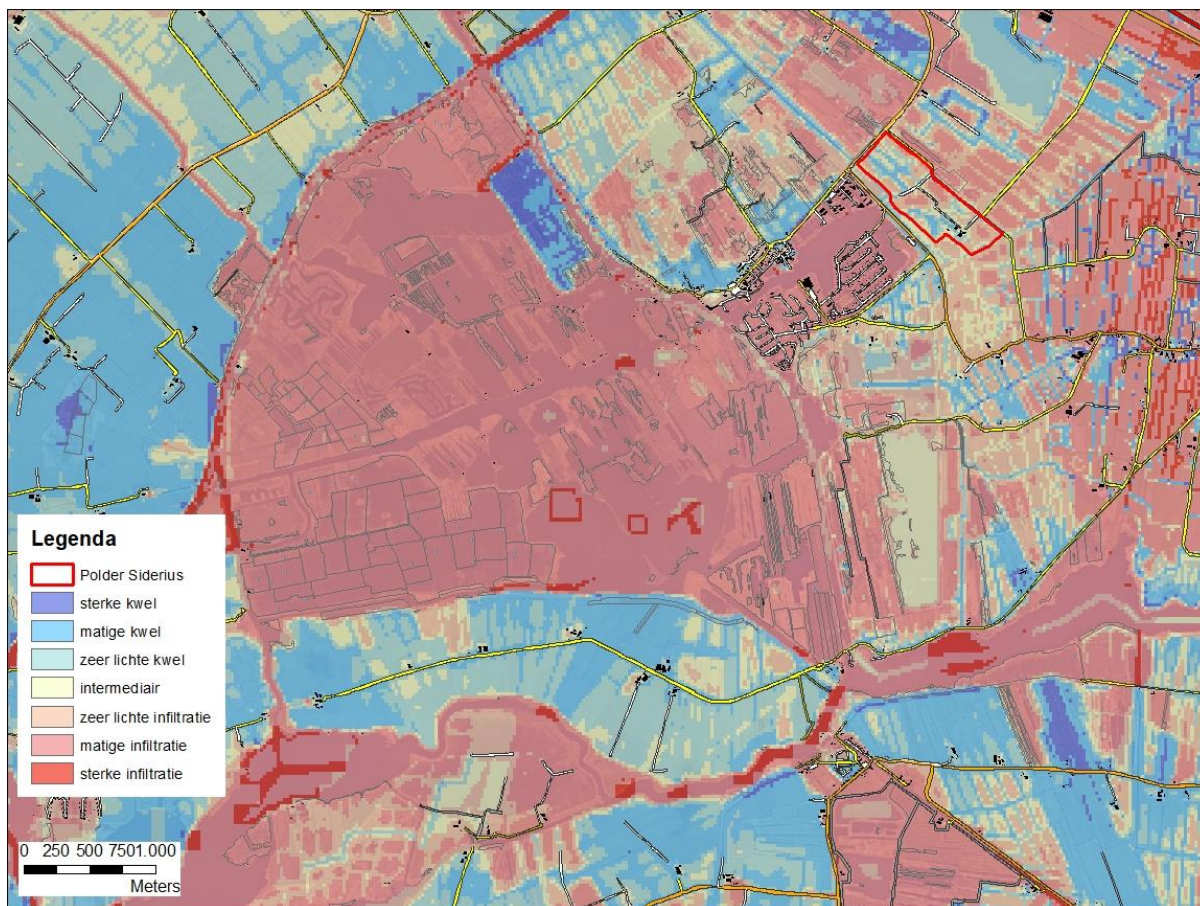 Legenda
Polder Siderius
sterke kwel
matige kwel
zeer lichte kwel
intermediair
zeer lichte infiltratie
matige infiltratie
sterke infiltratie
0 250 500 7501.000
Meters